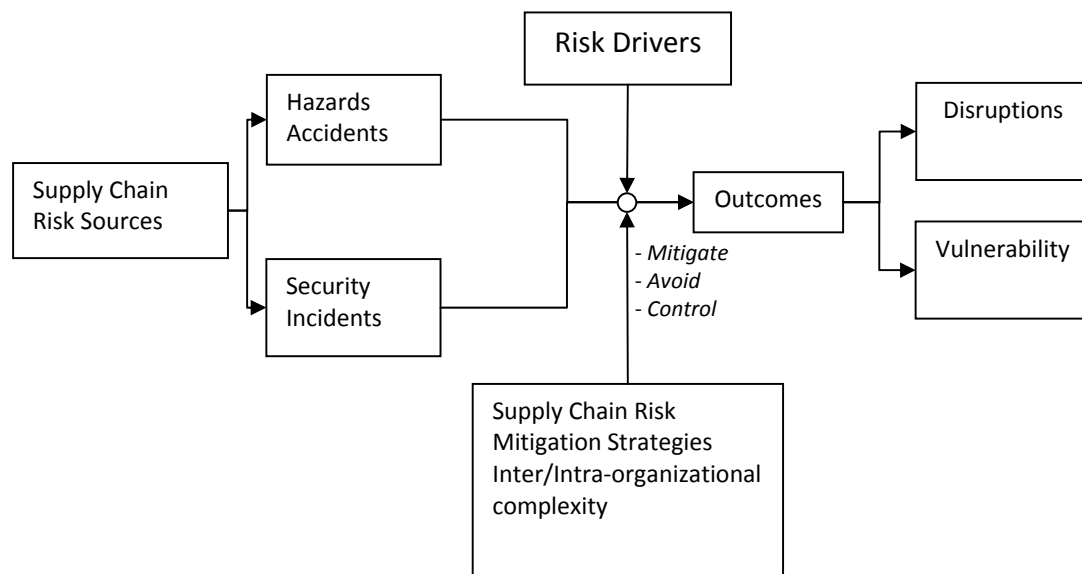 Risk Drivers
Hazards
Accidents
Disruptions
Supply Chain
Risk Sources
Outcomes
Security
Incidents
- Mitigate
- Avoid
- Control
Vulnerability
Supply Chain Risk
Mitigation Strategies
Inter/Intra-organizational
complexity